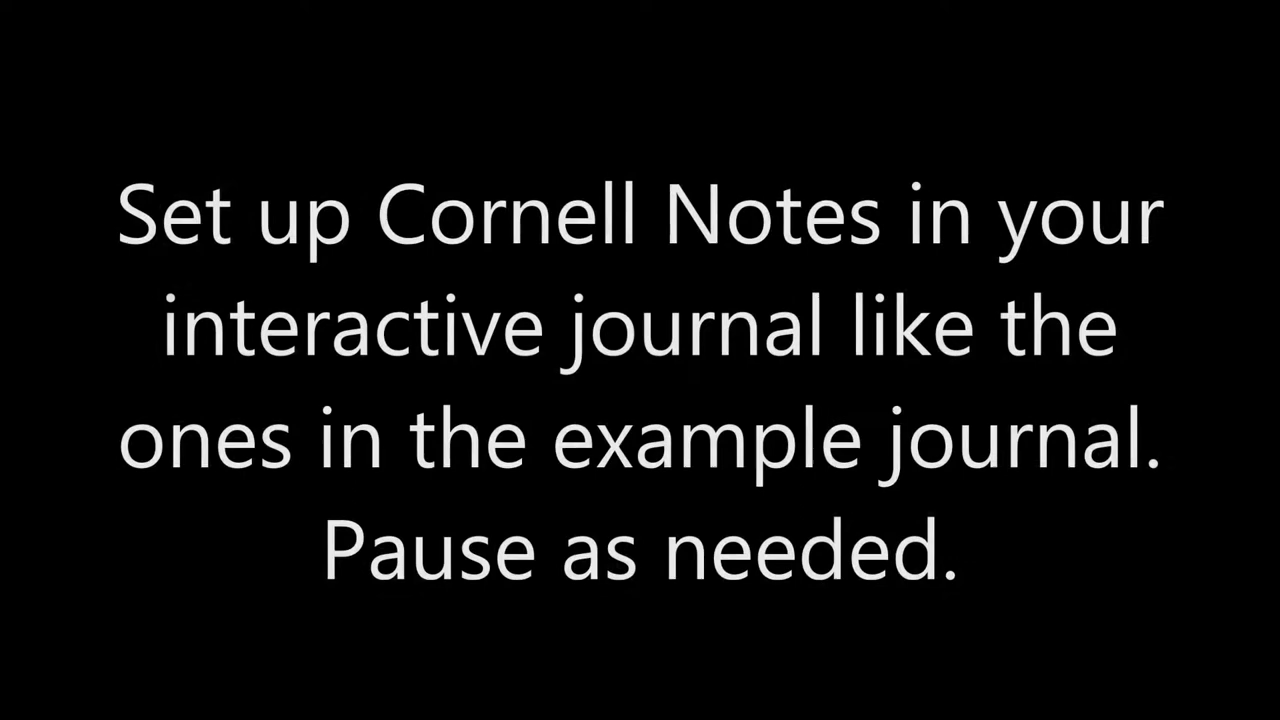 Set up Cornell Notes in your
interactive journal like the
ones in the example journal.
Pause as needed.